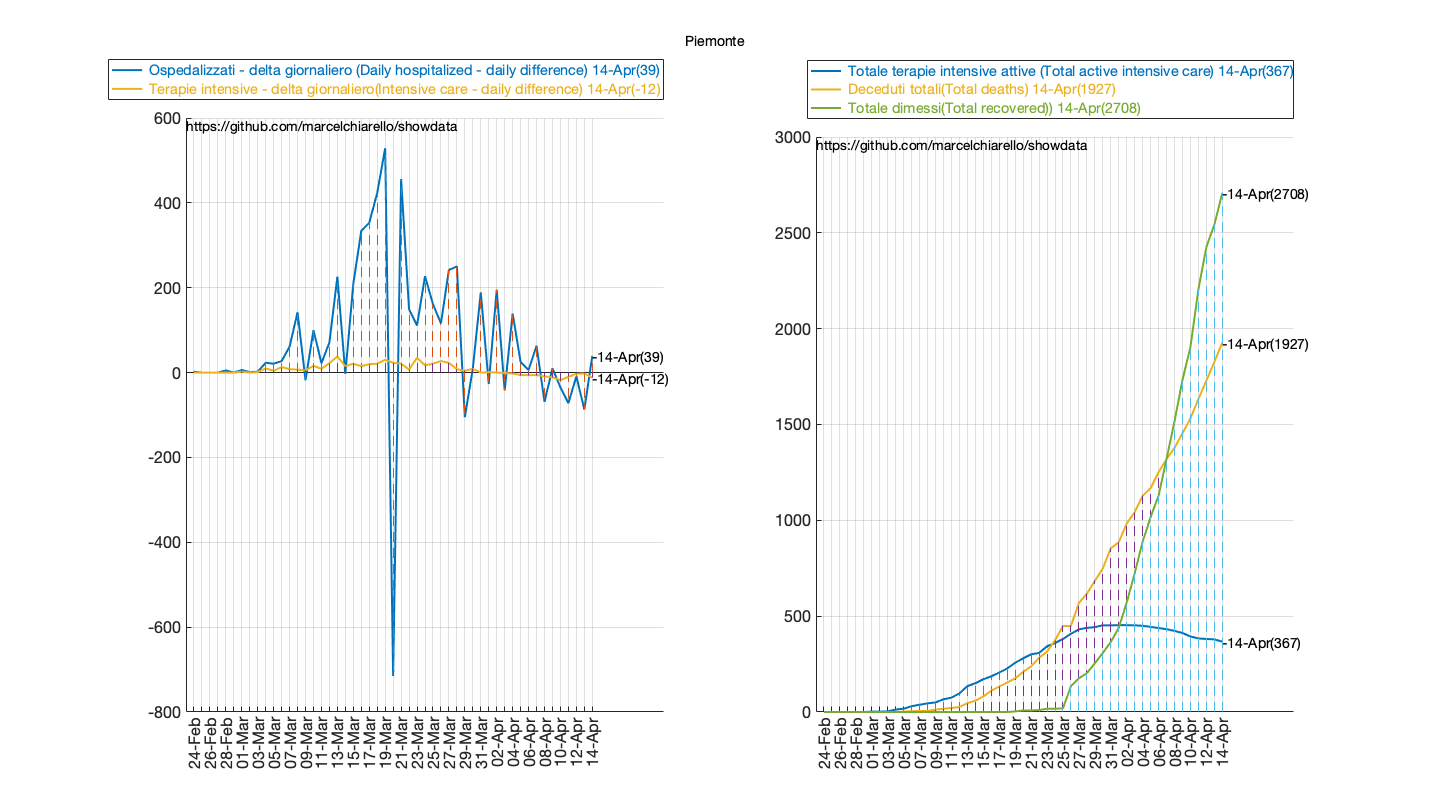 Piemonte
Ospedalizzati - delta giornaliero (Daily hospitalized - daily difference) 14-Apr(39)
Terapie intensive - delta giornaliero(Intensive care - daily difference) 14-Apr(-12)
https://github.com/marcelchiarello/showdata
600
400
200
0
-200
-400
-600
-800
14-Apr(39)
14-Apr(-12)
24-Feb
26-Feb
28-Feb
01-Mar
03-Mar
05-Mar
07-Mar
09-Mar
11-Mar
13-Mar
15-Mar
17-Mar
19-Mar
21-Mar
23-Mar
25-Mar
27-Mar
29-Mar
31-Mar
02-Apr
04-Apr
06-Apr
08-Apr
10-Apr
12-Apr
14-Apr
Totale terapie intensive attive (Total active intensive care) 14-Apr(367)
Deceduti totali(Total deaths) 14-Apr(1927)
Totale dimessi(Total recovered)) 14-Apr(2708)
https://github.com/marcelchiarello/showdata
3000
2500
2000
1500
1000
500
0
14-Apr(2708)
14-Apr(1927)
14-Apr(367)
24-Feb
26-Feb
28-Feb
01-Mar
03-Mar
05-Mar
07-Mar
09-Mar
11-Mar
13-Mar
15-Mar
17-Mar
19-Mar
21-Mar
23-Mar
25-Mar
27-Mar
29-Mar
31-Mar
02-Apr
04-Apr
06-Apr
08-Apr
10-Apr
12-Apr
14-Apr